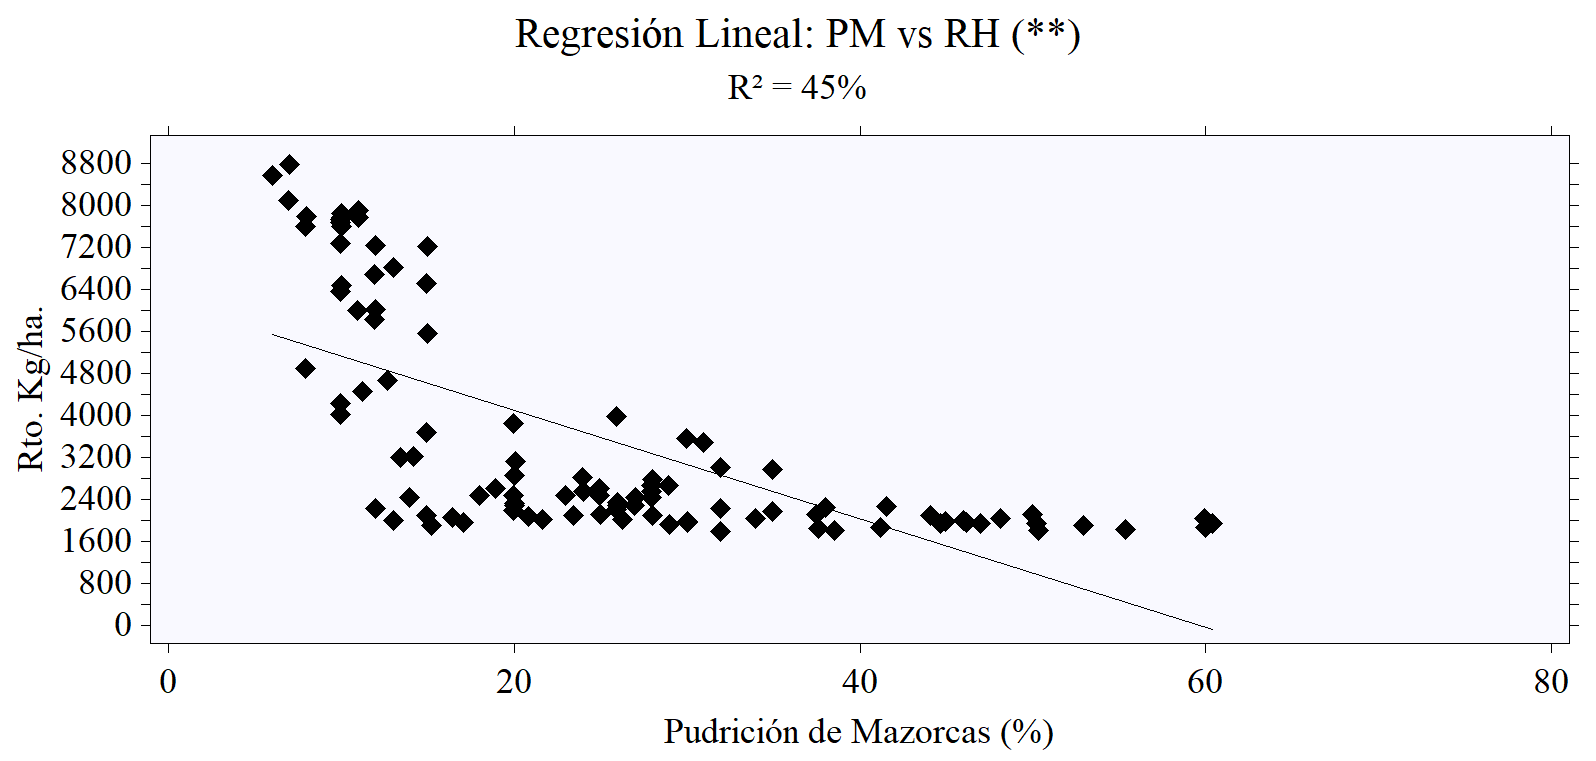 Regresión Lineal: PM vs RH (**)
R² = 45%
8800
8000
7200
6400
5600
4800
4000
3200
2400
1600
800
0
Rto. Kg/ha.
0 20 40 60 80
Pudrición de Mazorcas (%)